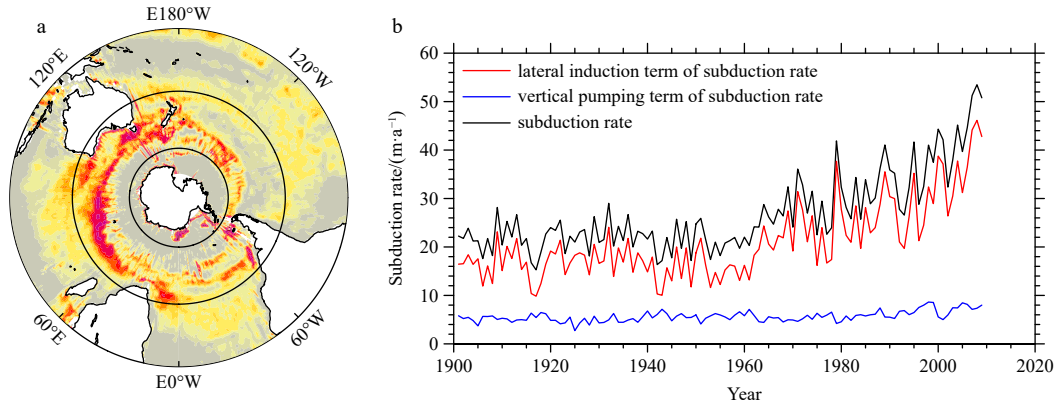 a
E180°W
120°E
120°W
60°E
60°W
E0°W
b
60
50
40
30
20
10
0
Subduction rate/(m·a⁻¹)
lateral induction term of subduction rate
vertical pumping term of subduction rate
subduction rate
1900 1920 1940 1960 1980 2000 2020
Year